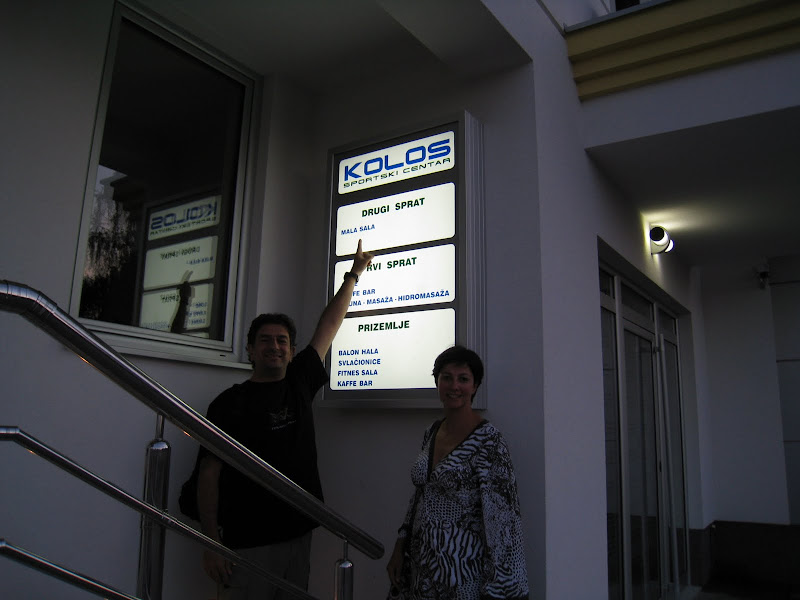 KOLOS
SPORTSKI CENTAR
DRUGI SPRAT
MALA SALA
SPRAT
BAR
MASAŽA - HIDROMASAŽA
PRIZEMLJE
BALON HALA
SVLAČIONICE
FITNES SALA
KAFFE BAR